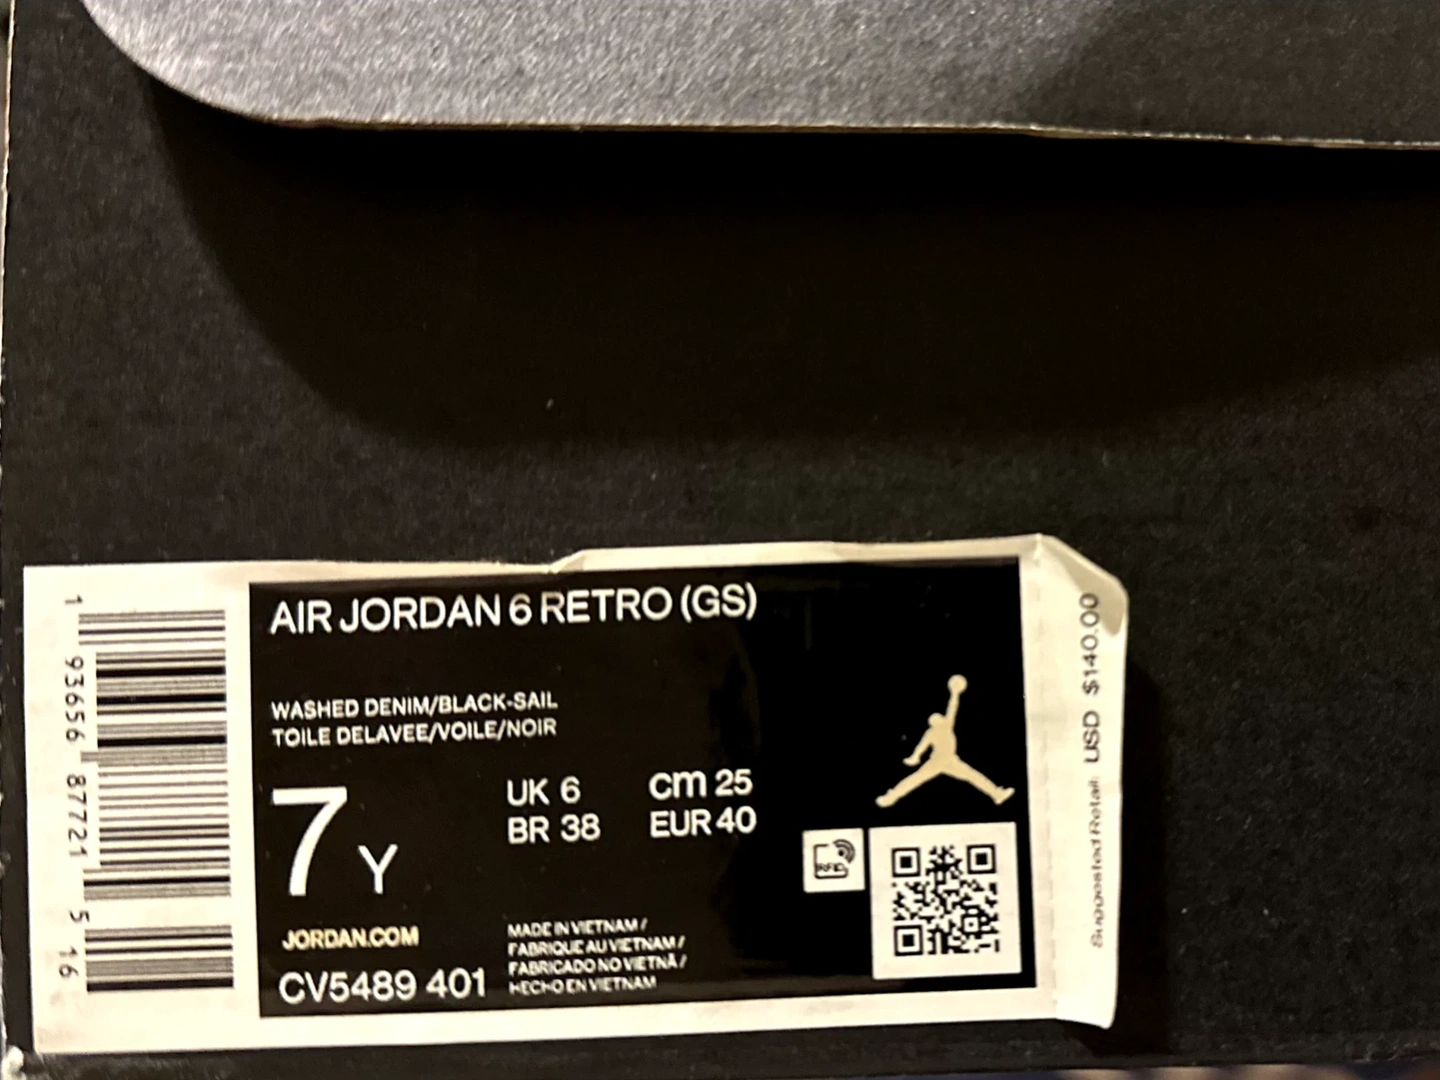 AIR JORDAN 6 RETRO (GS)
WASHED DENIM/BLACK-SAIL
TOILE DELAVEE/VOILE/NOIR
7 Y
UK 6
BR 38
cm 25
EUR 40
JORDAN.COM
CV5489 401
MADE IN VIETNAM /
FABRIQUE AU VIETNAM /
FABRICADO NO VIETNÃ /
HECHO EN VIETNAM
RFID
1 93656 87721 5 16
Suggested Retail: USD $140.00